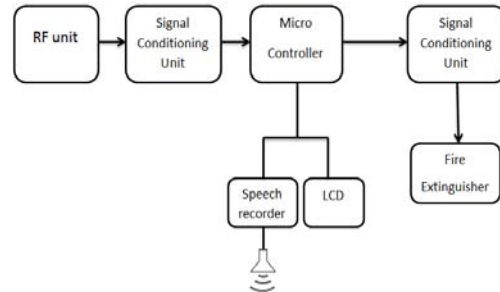 RF unit
Signal
Conditioning
Unit
Micro
Controller
Signal
Conditioning
Unit
Speech
recorder
LCD
Fire
Extinguisher